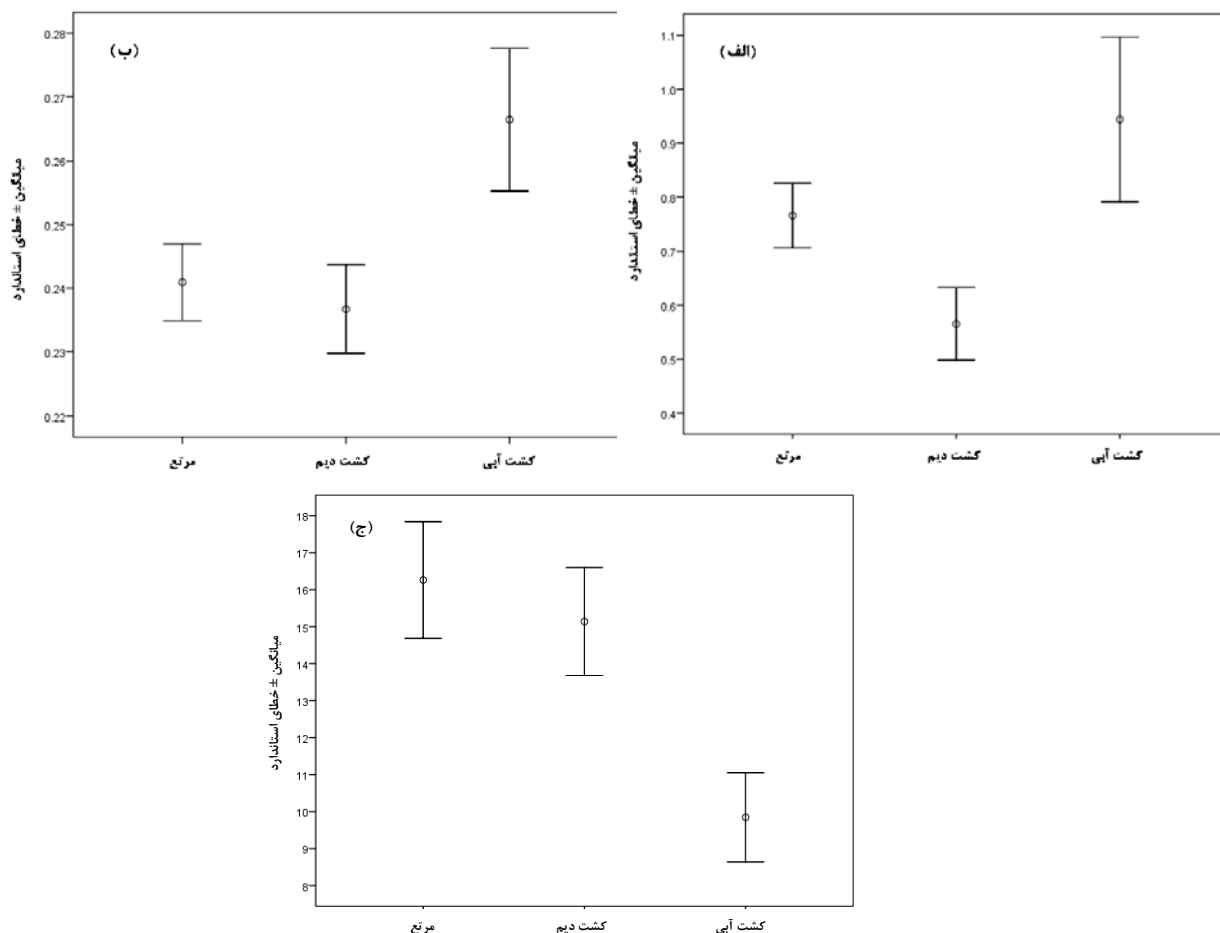 (الف)
میانگین ± خطای استاندارد
1.1
1.0
0.9
0.8
0.7
0.6
0.5
0.4
مرتع
کشت دیم
کشت آبی
(ب)
میانگین ± خطای استاندارد
0.28
0.27
0.26
0.25
0.24
0.23
0.22
مرتع
کشت دیم
کشت آبی
(ج)
میانگین ± خطای استاندارد
18
17
16
15
14
13
12
11
10
9
8
مرتع
کشت دیم
کشت آبی